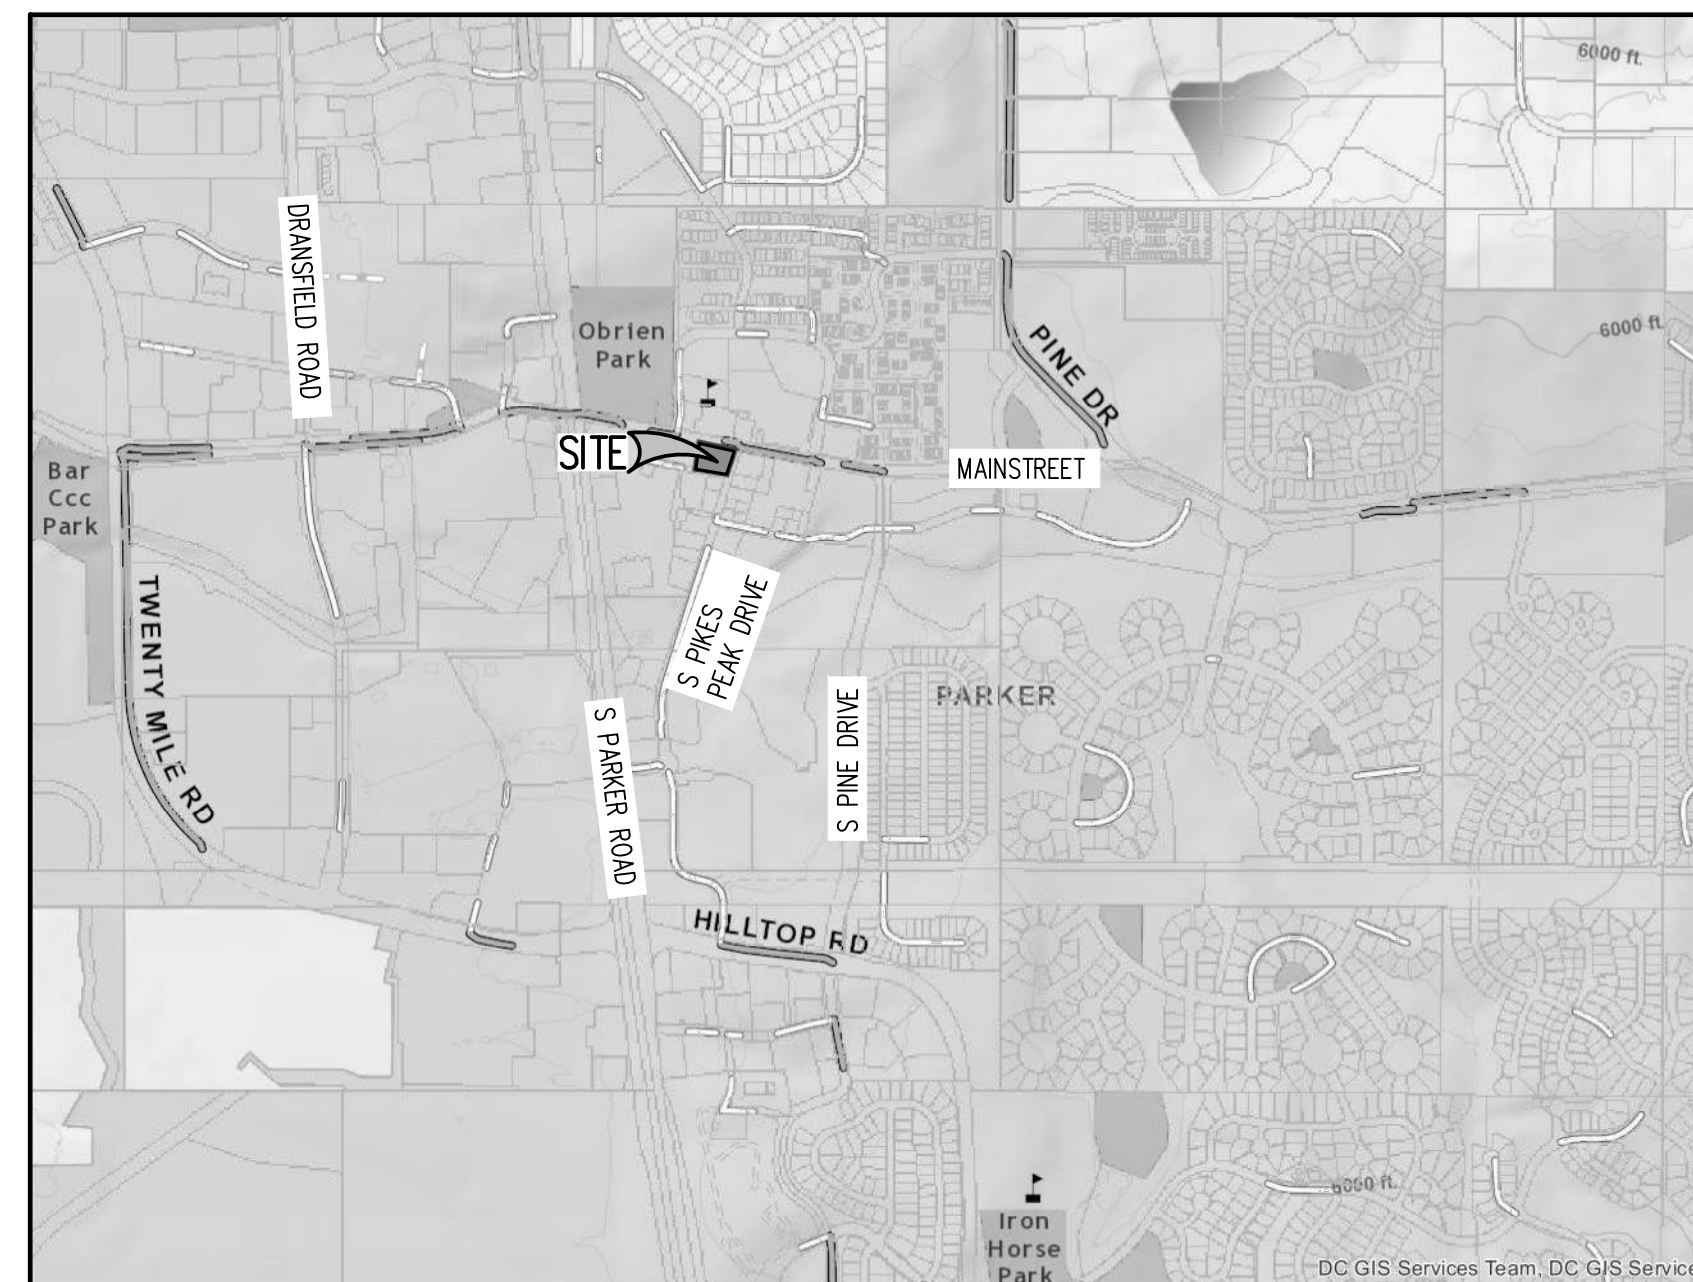 6000 ft.
DRANSFIELD ROAD
Obrien
Park
6000 ft.
PINE DR
SITE
MAINSTREET
Bar
Ccc
Park
TWENTY MILE RD
S PIKES
PEAK DRIVE
S PARKER ROAD
S PINE DRIVE
PARKER
HILLTOP RD
6000 ft.
Iron
Horse
Park
DC GIS Services Team, DC GIS Service